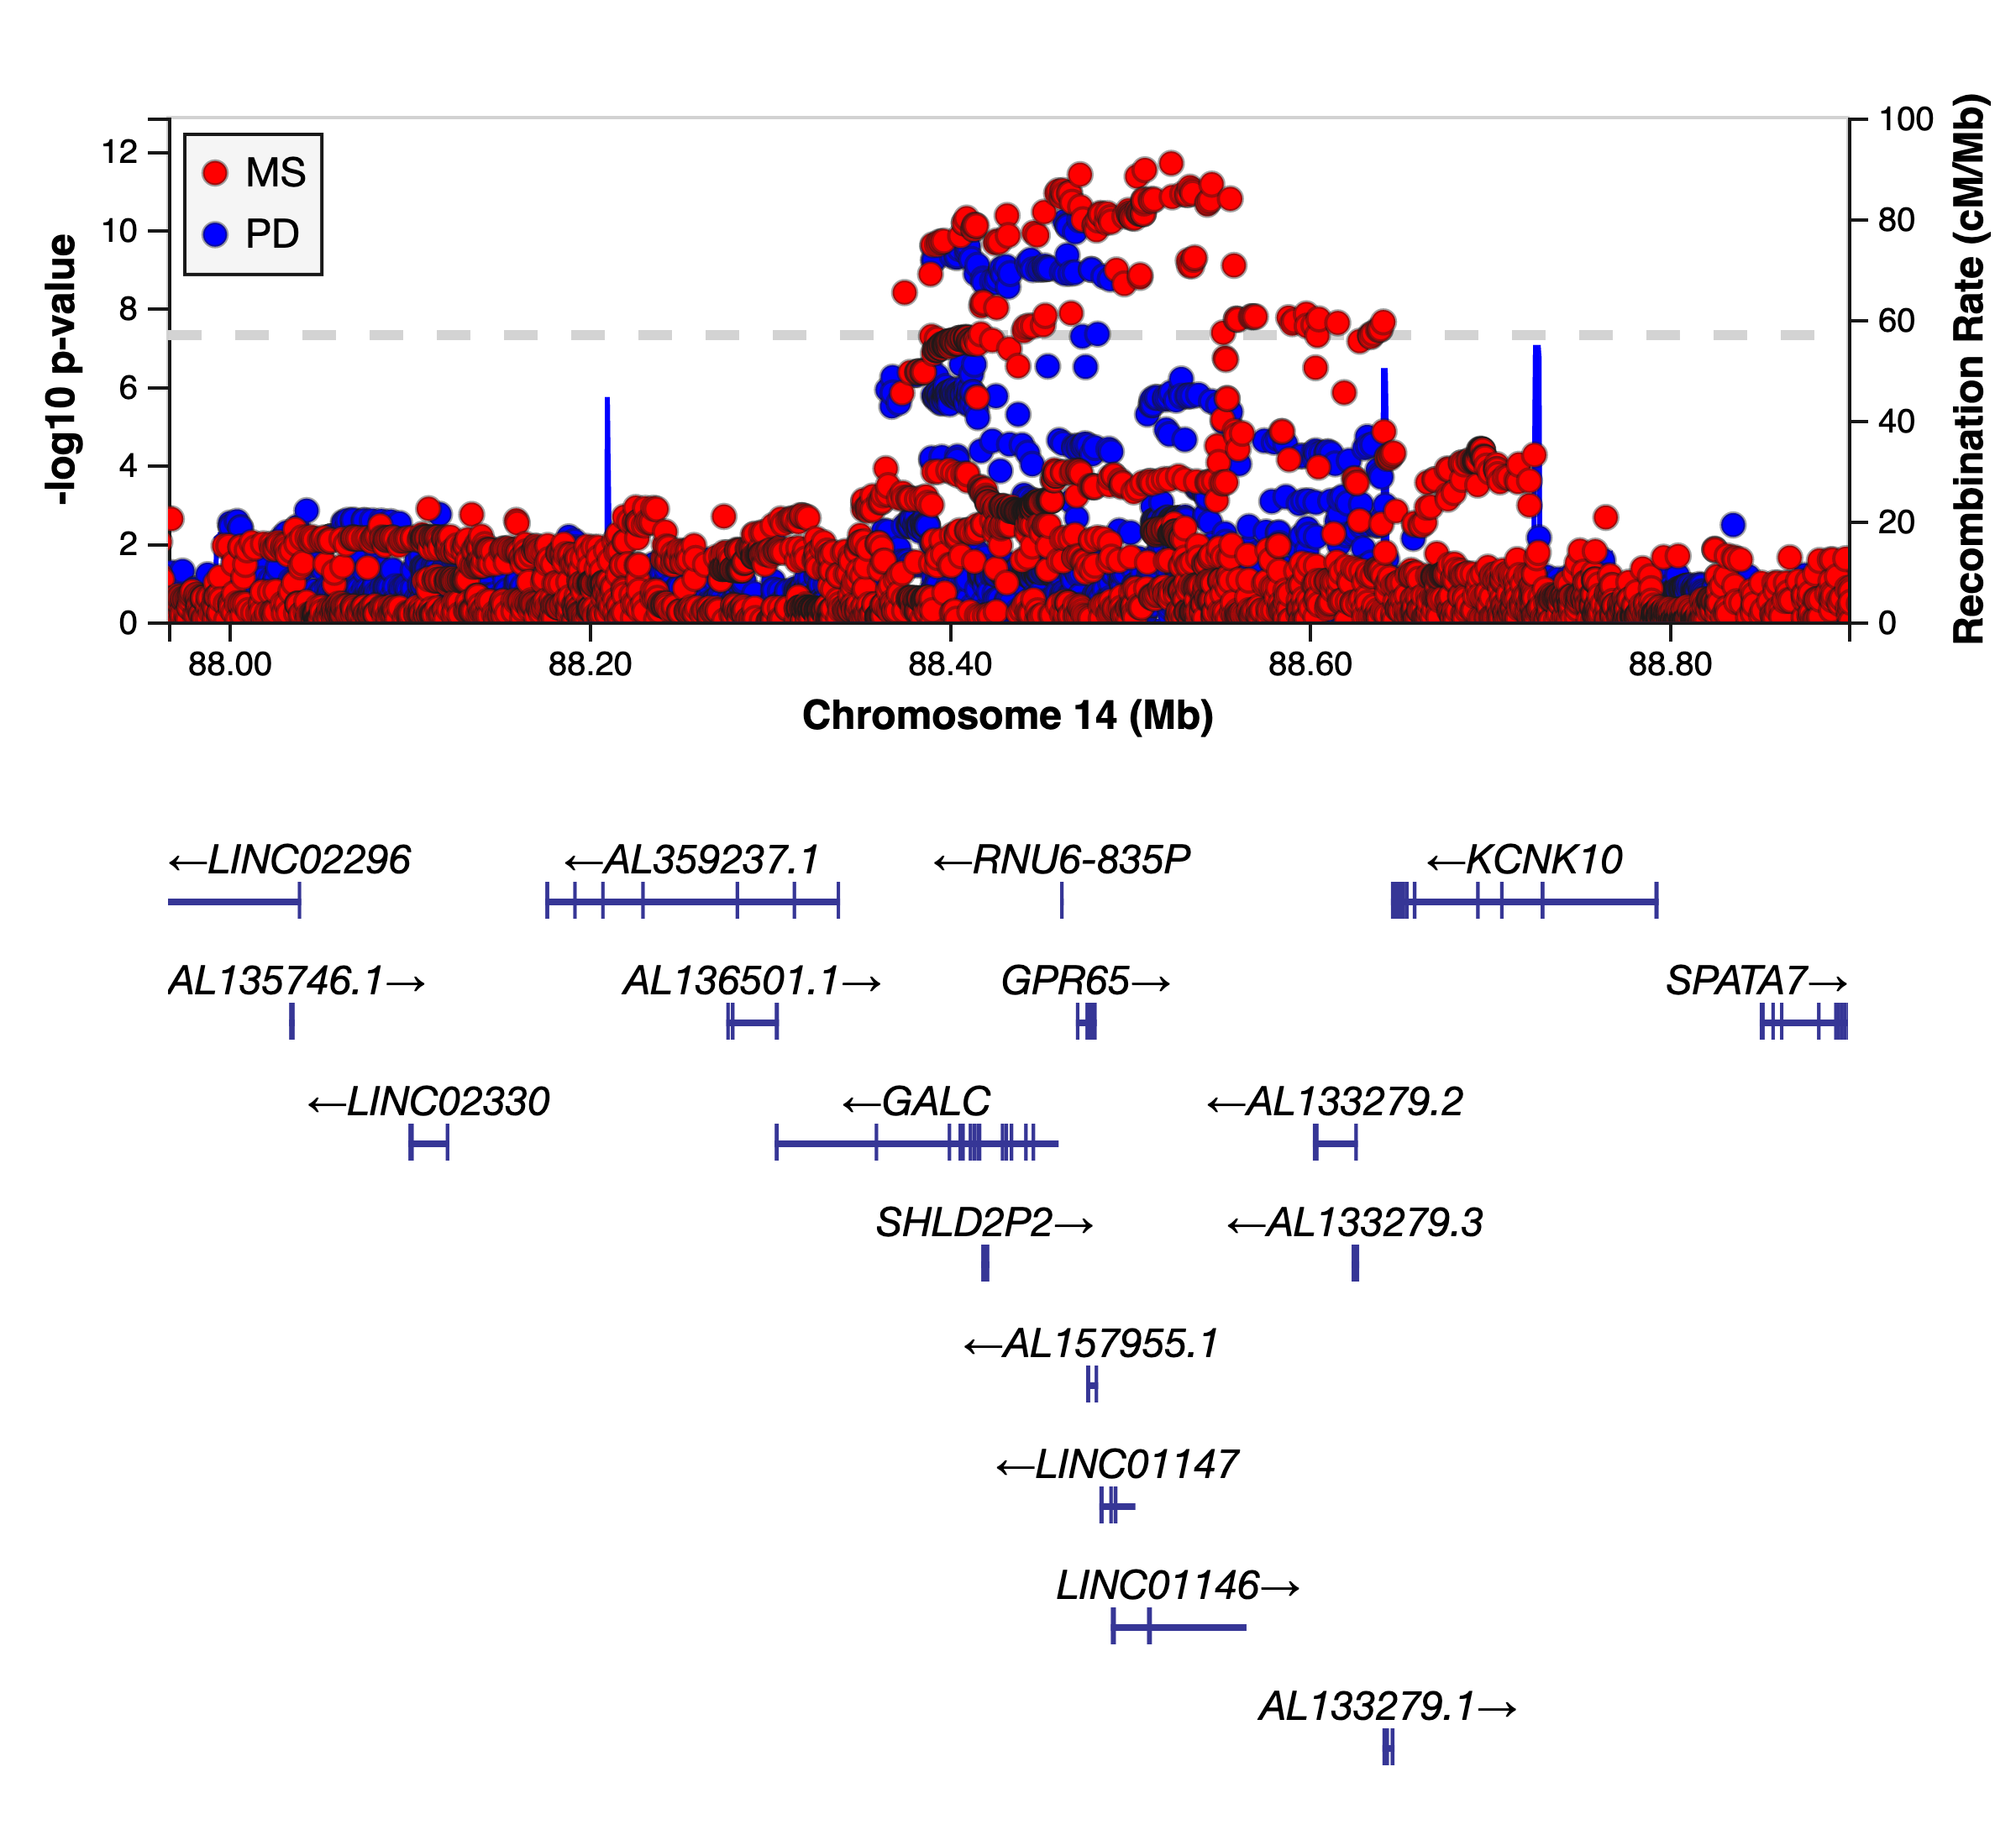 MS
PD
-log10 p-value
12
10
8
6
4
2
0
100
80
60
40
20
0
Recombination Rate (cM/Mb)
88.00 88.20 88.40 88.60 88.80
Chromosome 14 (Mb)
←LINC02296 ←AL359237.1 ←RNU6-835P ←KCNK10
AL135746.1→ AL136501.1→ GPR65→ SPATA7→
←LINC02330 ←GALC ←AL133279.2
SHLD2P2→ ←AL133279.3
←AL157955.1
←LINC01147
LINC01146→
AL133279.1→